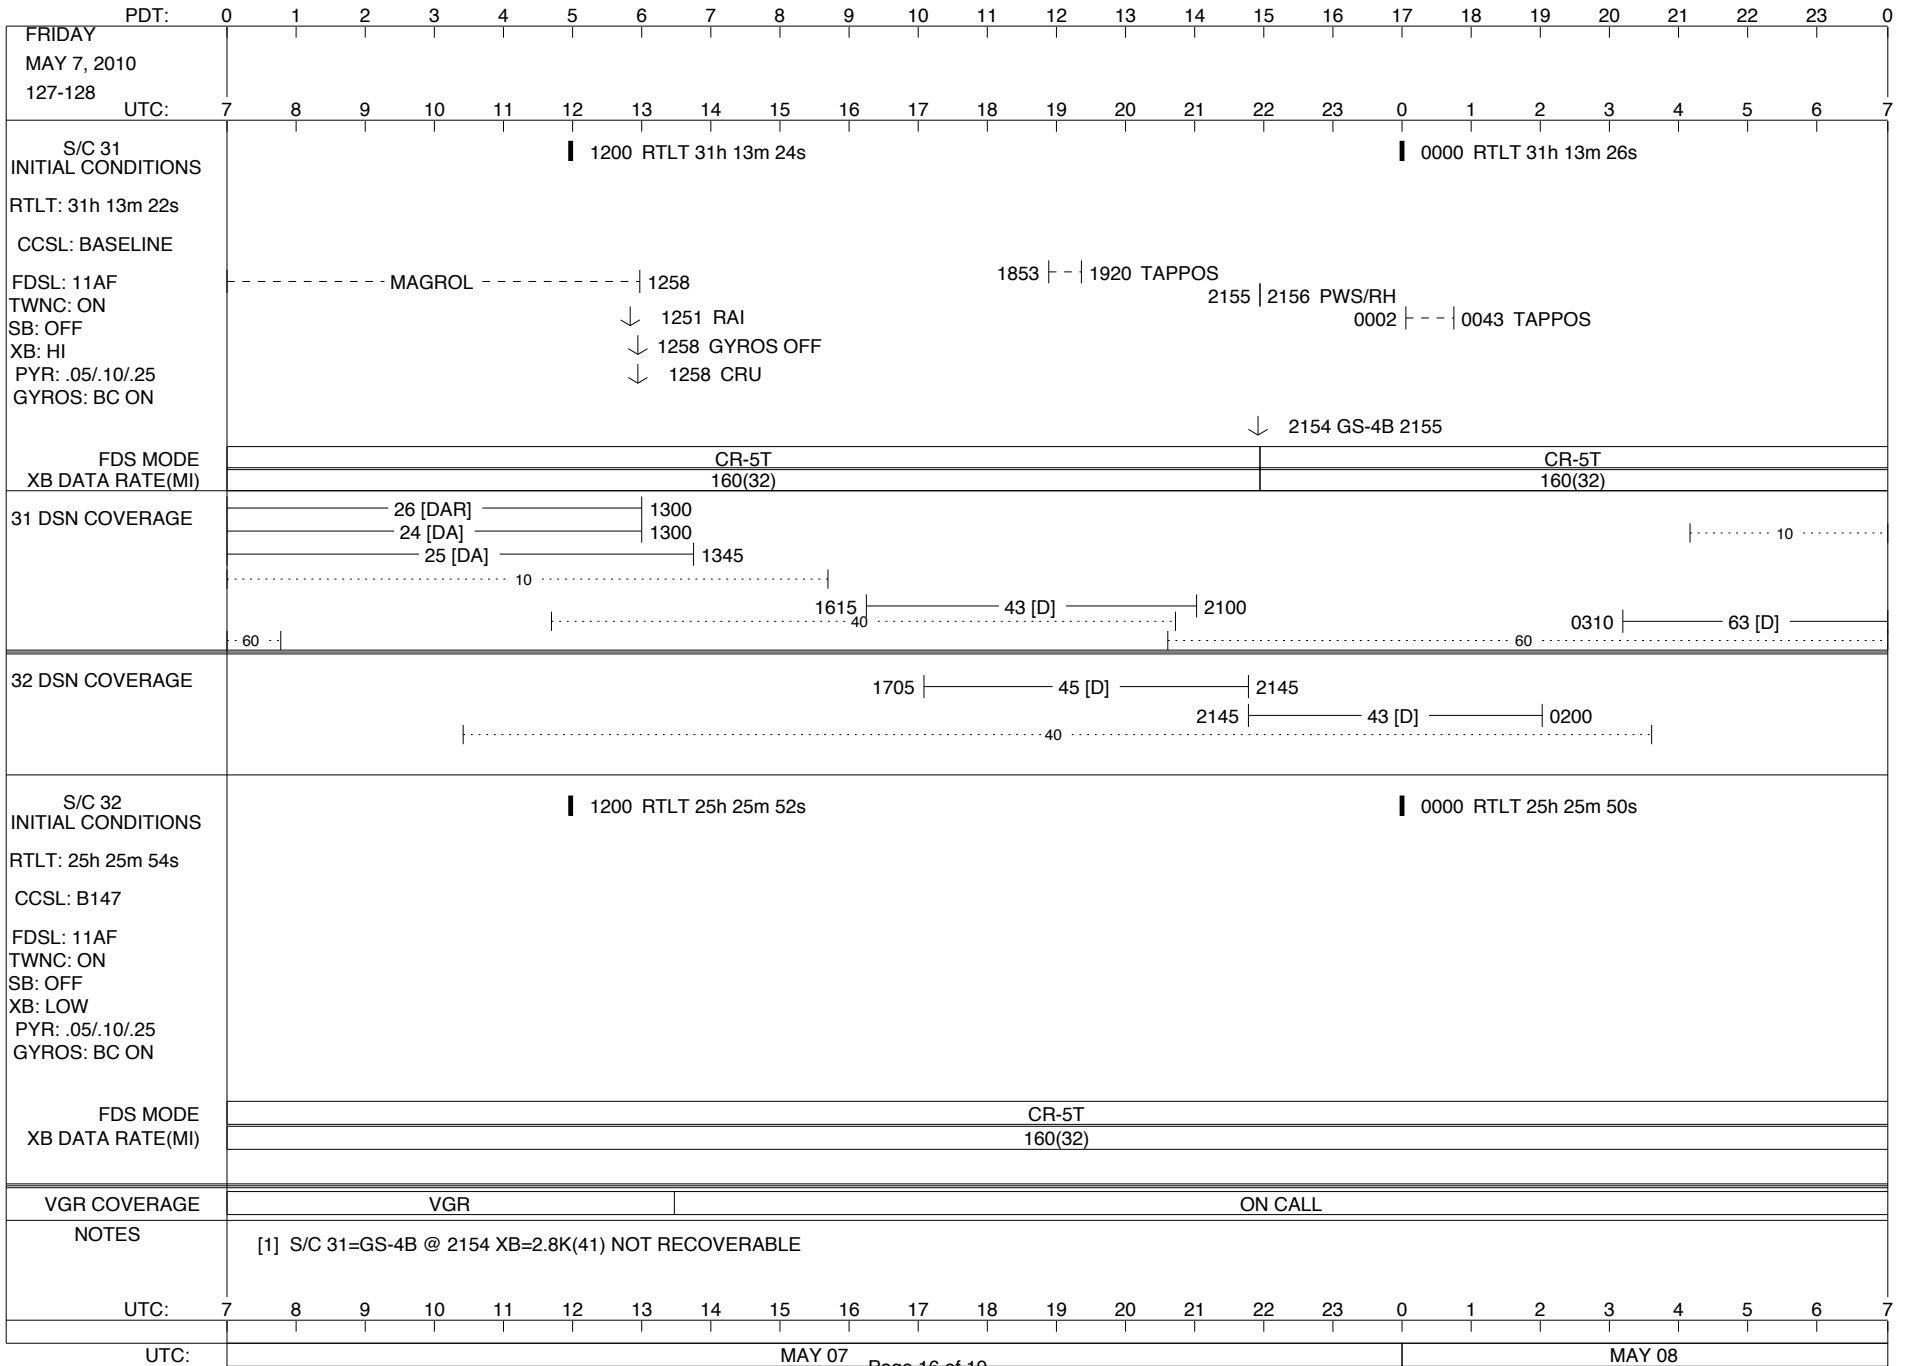 PDT: 0 1 2 3 4 5 6 7 8 9 10 11 12 13 14 15 16 17 18 19 20 21 22 23 0
FRIDAY
MAY 7, 2010
127-128
UTC: 7 8 9 10 11 12 13 14 15 16 17 18 19 20 21 22 23 0 1 2 3 4 5 6 7
S/C 31
INITIAL CONDITIONS
1200 RTLT 31h 13m 24s
0000 RTLT 31h 13m 26s
RTLT: 31h 13m 22s
CCSL: BASELINE
FDSL: 11AF
TWNC: ON
SB: OFF
XB: HI
PYR: .05/.10/.25
GYROS: BC ON
MAGROL 1258
1853 1920 TAPPOS
2155 2156 PWS/RH
1251 RAI
0002 0043 TAPPOS
1258 GYROS OFF
1258 CRU
2154 GS-4B 2155
FDS MODE CR-5T CR-5T
XB DATA RATE(MI) 160(32) 160(32)
31 DSN COVERAGE
26 [DAR] 1300
24 [DA] 1300
10
25 [DA] 1345
10
1615 43 [D] 2100
40
0310 63 [D]
60 60
32 DSN COVERAGE
1705 45 [D] 2145
2145 43 [D] 0200
40
S/C 32
INITIAL CONDITIONS
1200 RTLT 25h 25m 52s
0000 RTLT 25h 25m 50s
RTLT: 25h 25m 54s
CCSL: B147
FDSL: 11AF
TWNC: ON
SB: OFF
XB: LOW
PYR: .05/.10/.25
GYROS: BC ON
FDS MODE CR-5T
XB DATA RATE(MI) 160(32)
VGR COVERAGE VGR ON CALL
NOTES
[1] S/C 31=GS-4B @ 2154 XB=2.8K(41) NOT RECOVERABLE
UTC: 7 8 9 10 11 12 13 14 15 16 17 18 19 20 21 22 23 0 1 2 3 4 5 6 7
UTC: MAY 07 MAY 08
Page 16 of 19